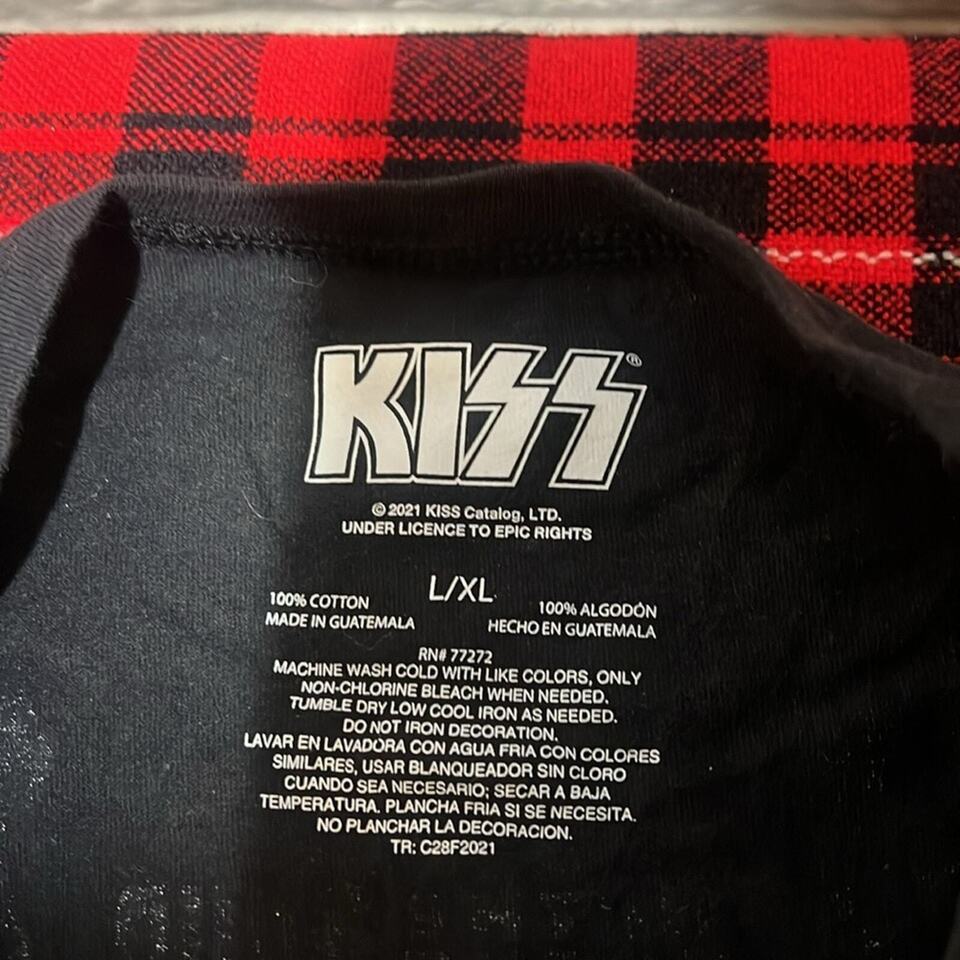 KISS®
© 2021 KISS Catalog, LTD.
UNDER LICENCE TO EPIC RIGHTS
L/XL
100% COTTON
MADE IN GUATEMALA
100% ALGODÓN
HECHO EN GUATEMALA
RN# 77272
MACHINE WASH COLD WITH LIKE COLORS, ONLY
NON-CHLORINE BLEACH WHEN NEEDED.
TUMBLE DRY LOW COOL IRON AS NEEDED.
DO NOT IRON DECORATION.
LAVAR EN LAVADORA CON AGUA FRIA CON COLORES
SIMILARES, USAR BLANQUEADOR SIN CLORO
CUANDO SEA NECESARIO; SECAR A BAJA
TEMPERATURA. PLANCHA FRIA SI SE NECESITA.
NO PLANCHAR LA DECORACION.
TR: C28F2021